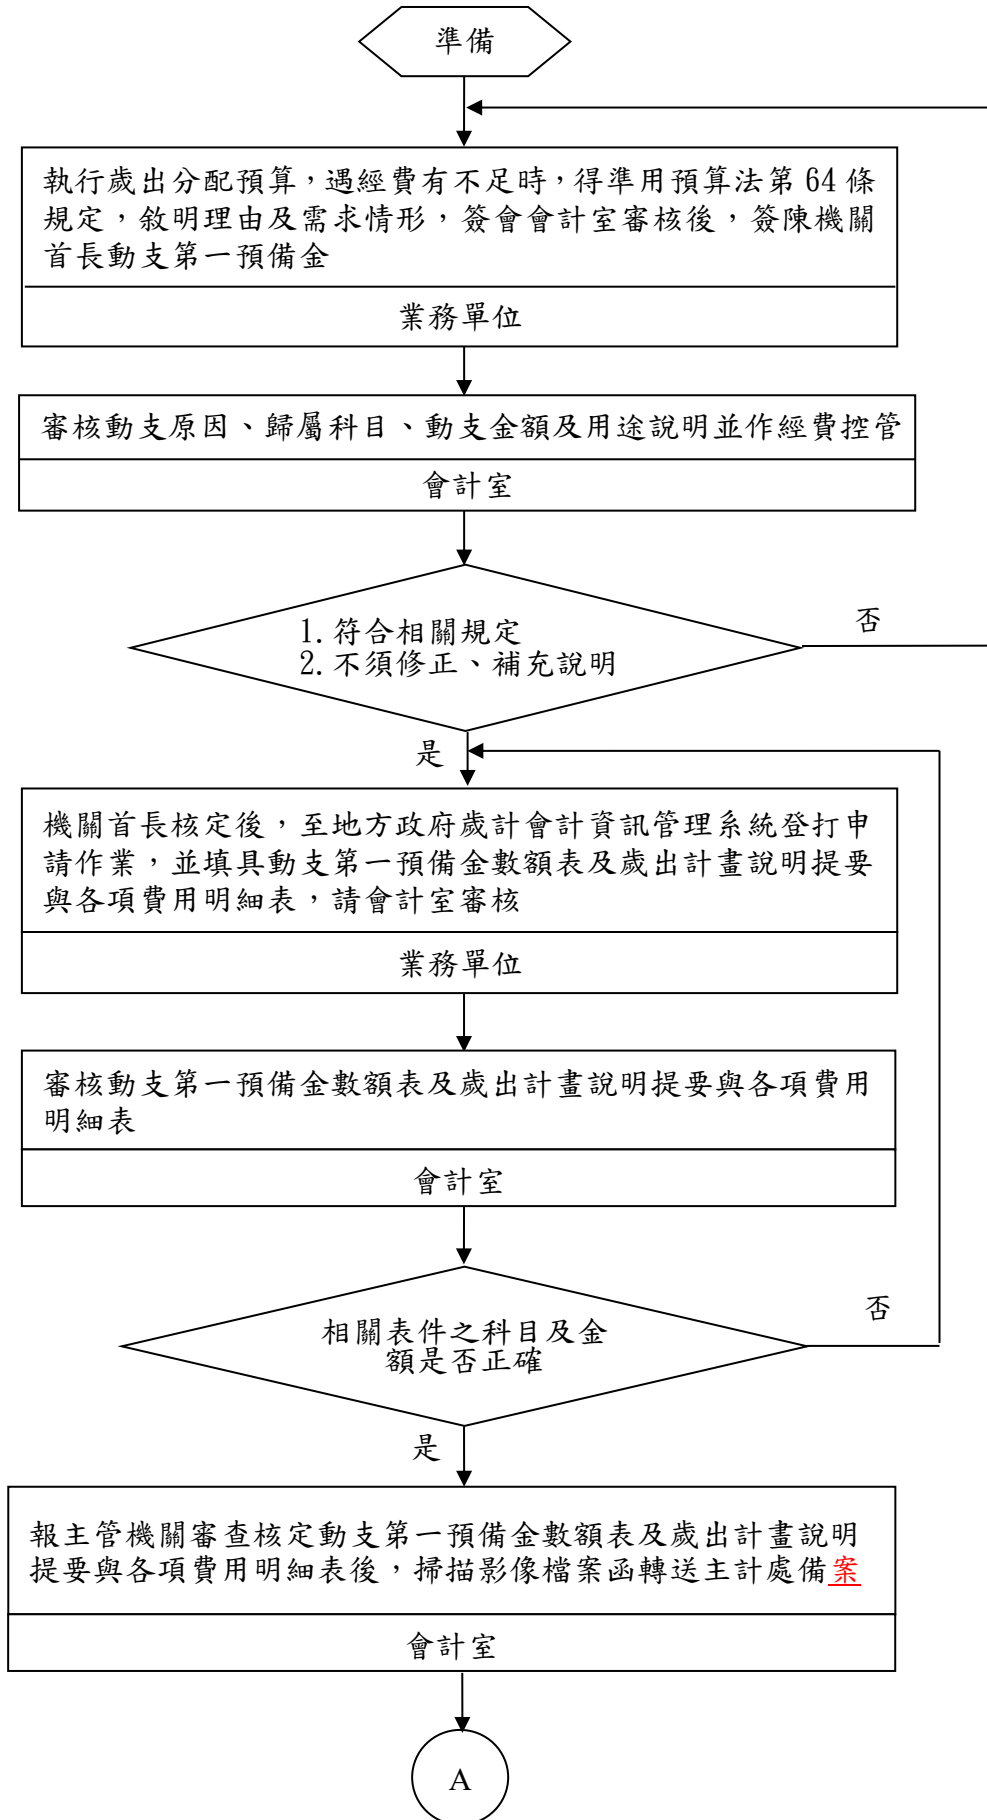 準備
執行歲出分配預算，遇經費有不足時，得準用預算法第 64 條
規定，敘明理由及需求情形，簽會會計室審核後，簽陳機關
首長動支第一預備金
業務單位
審核動支原因、歸屬科目、動支金額及用途說明並作經費控管
會計室
1. 符合相關規定
2. 不須修正、補充說明
否
是
機關首長核定後，至地方政府歲計會計資訊管理系統登打申
請作業，並填具動支第一預備金數額表及歲出計畫說明提要
與各項費用明細表，請會計室審核
業務單位
審核動支第一預備金數額表及歲出計畫說明提要與各項費用
明細表
會計室
相關表件之科目及金
額是否正確
否
是
報主管機關審查核定動支第一預備金數額表及歲出計畫說明
提要與各項費用明細表後，掃描影像檔案函轉送主計處備案
會計室
A